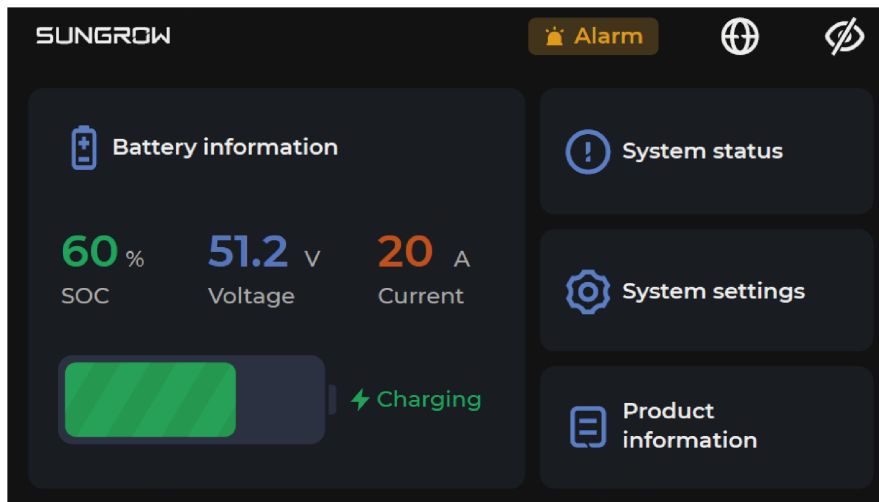 SUNGROW
Alarm
Battery information
60 %
51.2 V
20 A
SOC
Voltage
Current
Charging
System status
System settings
Product
information